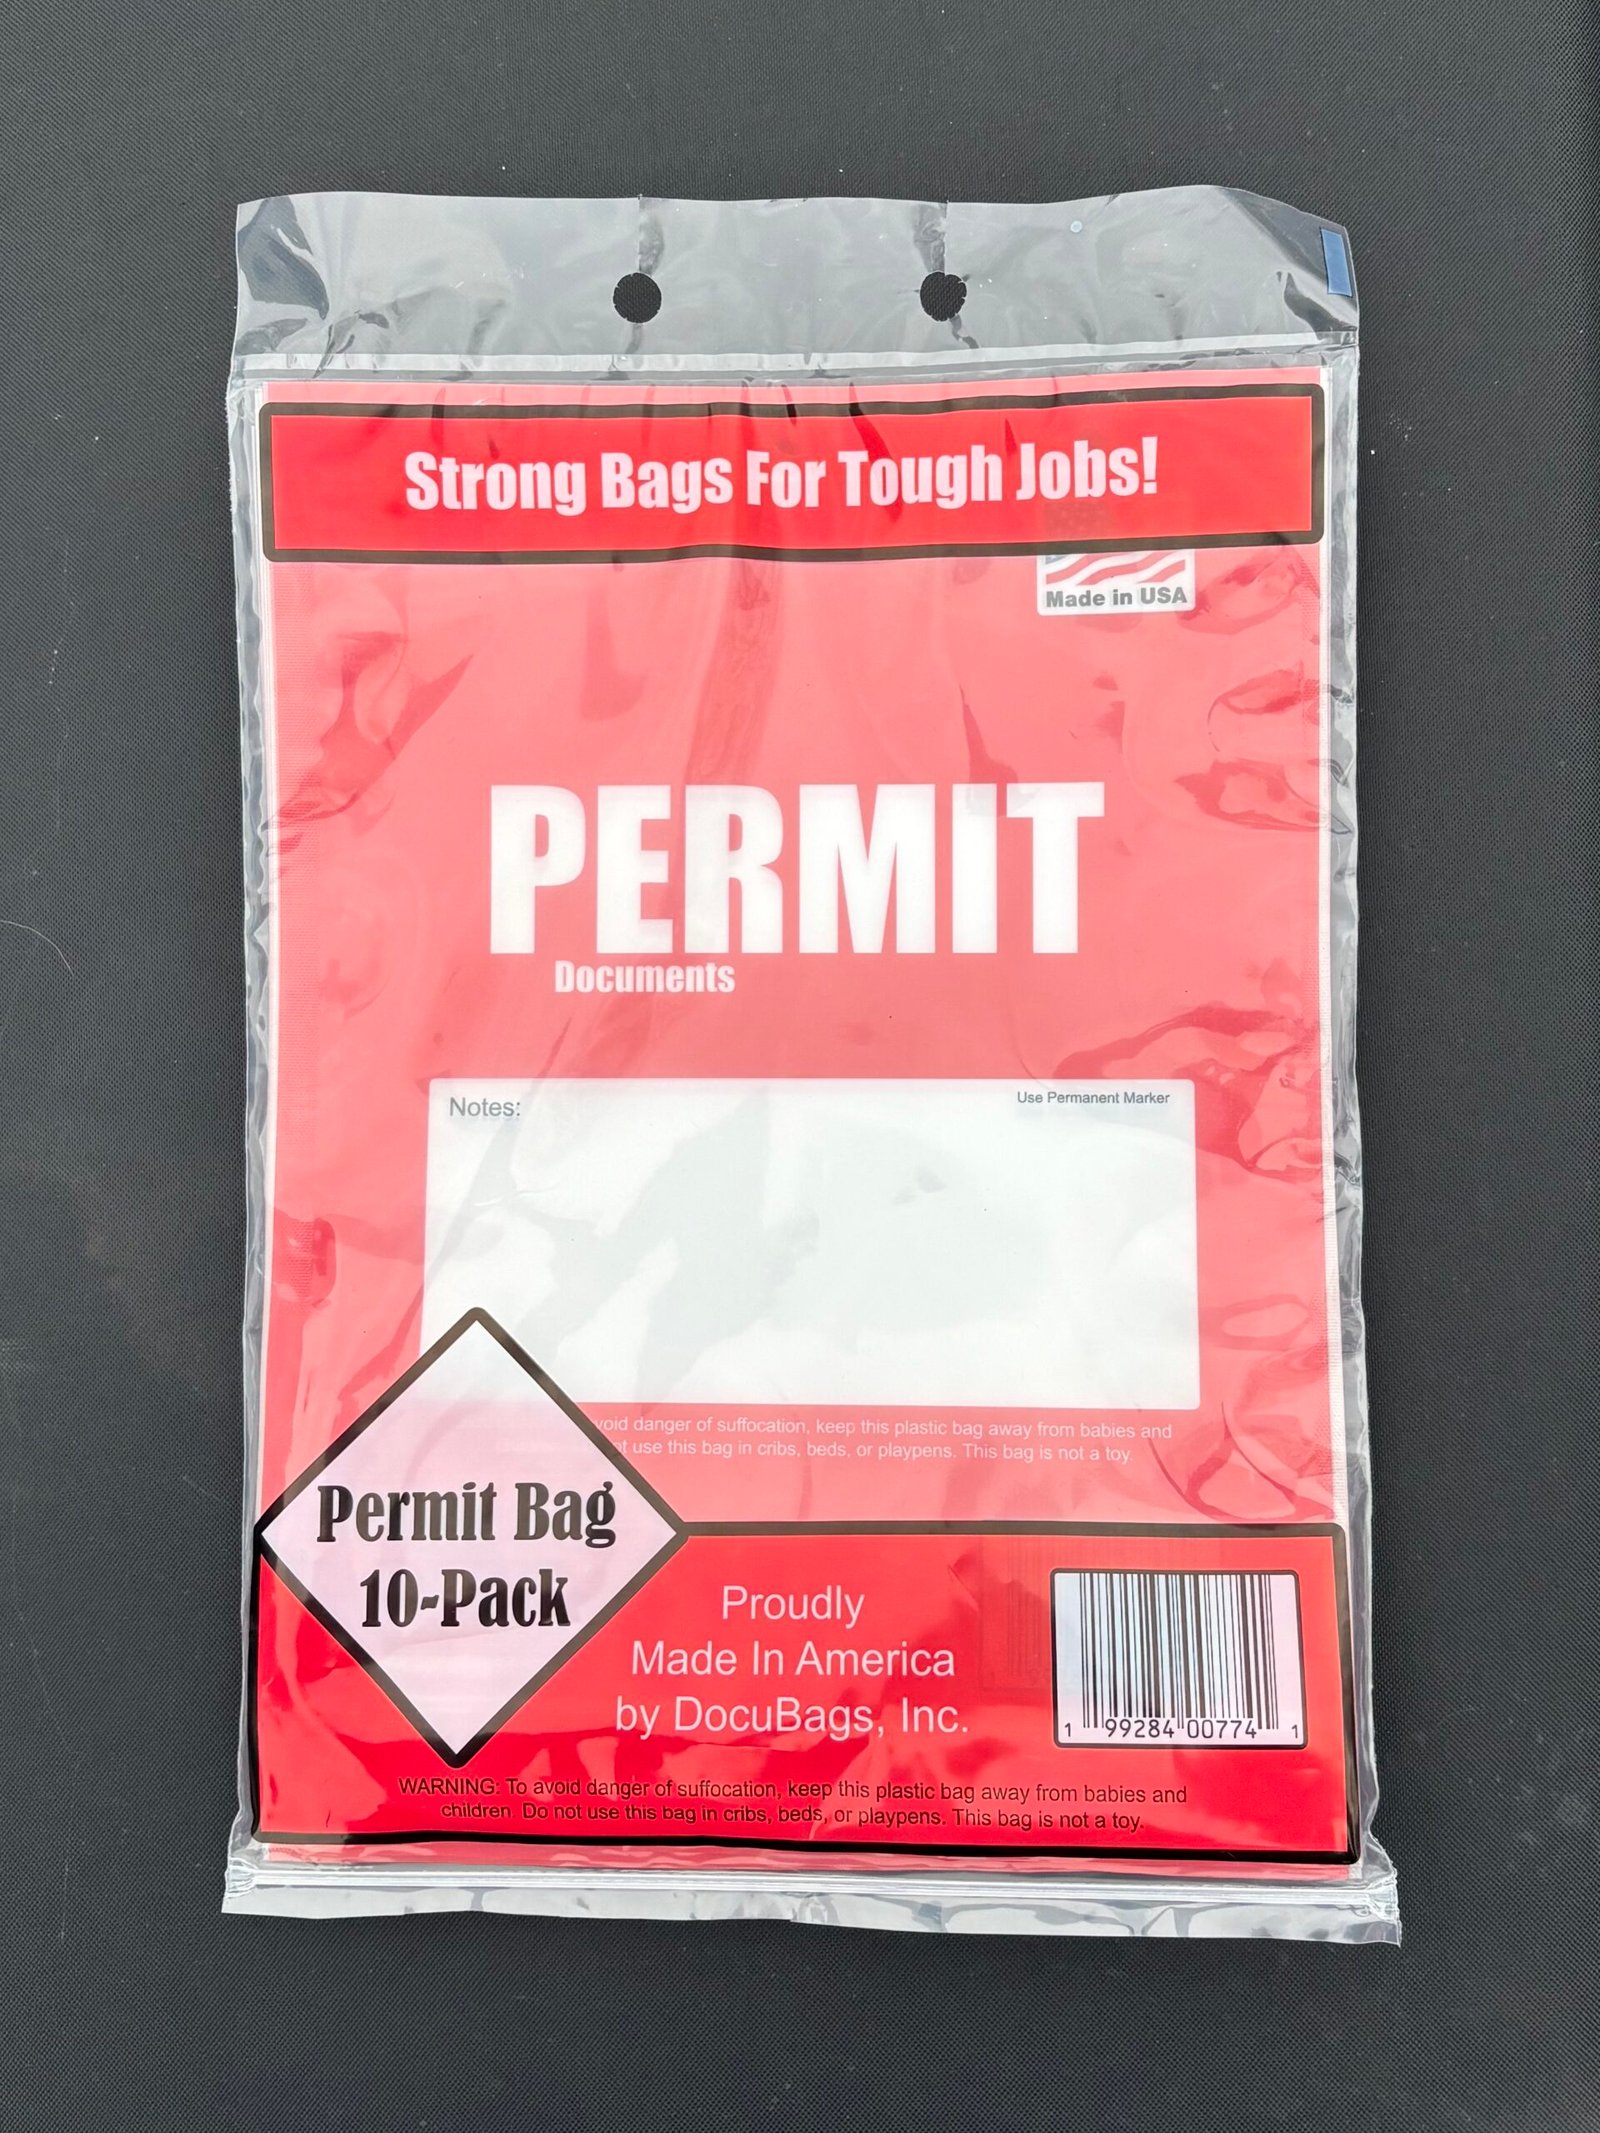 Strong Bags For Tough Jobs!
Made in USA
PERMIT
Documents
Notes:
Use Permanent Marker
void danger of suffocation, keep this plastic bag away from babies and
use this bag in cribs, beds, or playpens. This bag is not a toy.
Permit Bag
10-Pack
Proudly
Made In America
by DocuBags, Inc.
1 99284 00774 1
WARNING: To avoid danger of suffocation, keep this plastic bag away from babies and
children. Do not use this bag in cribs, beds, or playpens. This bag is not a toy.